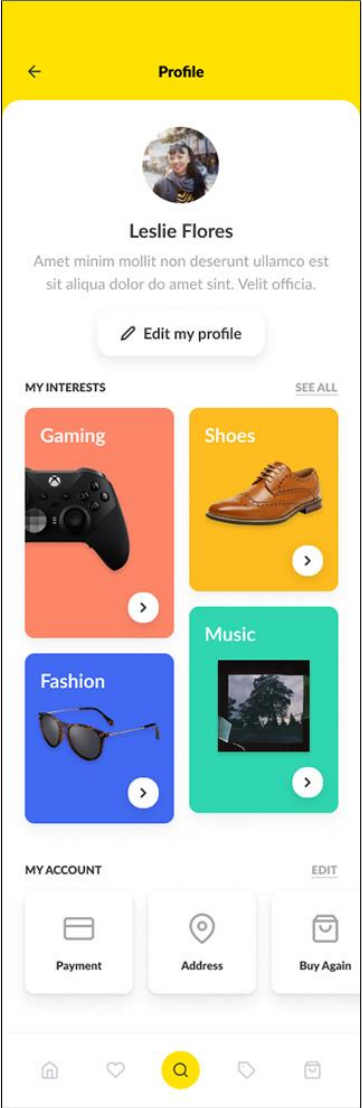 Profile
Leslie Flores
Amet minim mollit non deserunt ullamco est
sit aliqua dolor do amet sint. Velit officia.
Edit my profile
MY INTERESTS
SEE ALL
Gaming
Shoes
Music
Fashion
MY ACCOUNT
EDIT
Payment
Address
Buy Again